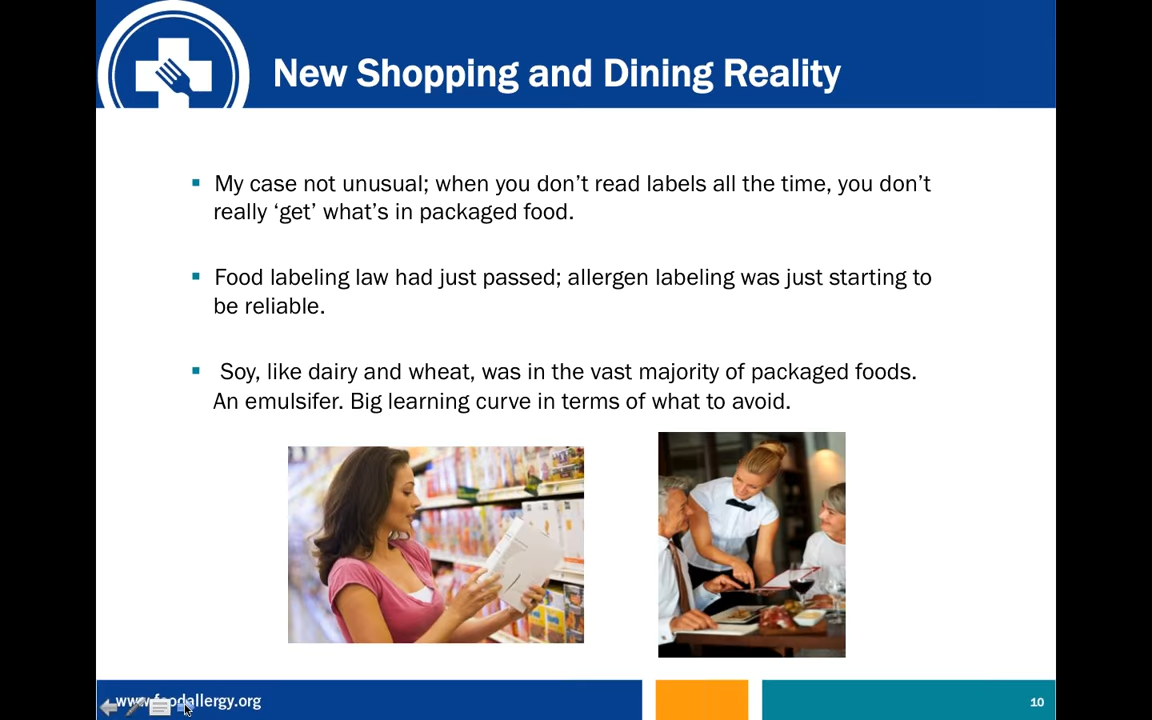 New Shopping and Dining Reality
▪ My case not unusual; when you don’t read labels all the time, you don’t
really ‘get’ what’s in packaged food.
▪ Food labeling law had just passed; allergen labeling was just starting to
be reliable.
▪ Soy, like dairy and wheat, was in the vast majority of packaged foods.
An emulsifer. Big learning curve in terms of what to avoid.
www.foodallergy.org
10